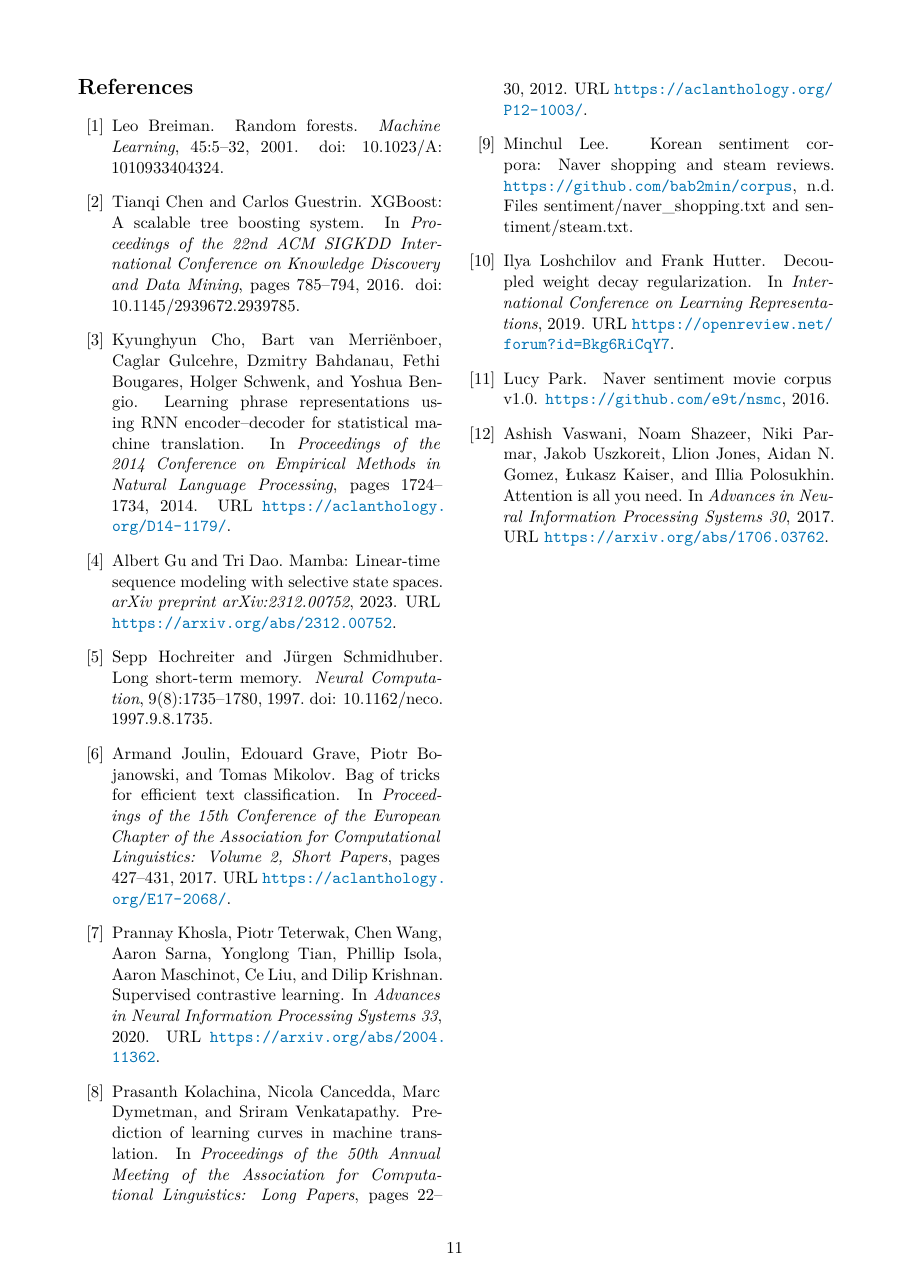 References
[1] Leo Breiman. Random forests. Machine
Learning, 45:5–32, 2001. doi: 10.1023/A:
1010933404324.
[2] Tianqi Chen and Carlos Guestrin. XGBoost:
A scalable tree boosting system. In Pro-
ceedings of the 22nd ACM SIGKDD Inter-
national Conference on Knowledge Discovery
and Data Mining, pages 785–794, 2016. doi:
10.1145/2939672.2939785.
[3] Kyunghyun Cho, Bart van Merriënboer,
Caglar Gulcehre, Dzmitry Bahdanau, Fethi
Bougares, Holger Schwenk, and Yoshua Ben-
gio. Learning phrase representations us-
ing RNN encoder–decoder for statistical ma-
chine translation. In Proceedings of the
2014 Conference on Empirical Methods in
Natural Language Processing, pages 1724–
1734, 2014. URL https://aclanthology.
org/D14-1179/.
[4] Albert Gu and Tri Dao. Mamba: Linear-time
sequence modeling with selective state spaces.
arXiv preprint arXiv:2312.00752, 2023. URL
https://arxiv.org/abs/2312.00752.
[5] Sepp Hochreiter and Jürgen Schmidhuber.
Long short-term memory. Neural Computa-
tion, 9(8):1735–1780, 1997. doi: 10.1162/neco.
1997.9.8.1735.
[6] Armand Joulin, Edouard Grave, Piotr Bo-
janowski, and Tomas Mikolov. Bag of tricks
for efficient text classification. In Proceed-
ings of the 15th Conference of the European
Chapter of the Association for Computational
Linguistics: Volume 2, Short Papers, pages
427–431, 2017. URL https://aclanthology.
org/E17-2068/.
[7] Prannay Khosla, Piotr Teterwak, Chen Wang,
Aaron Sarna, Yonglong Tian, Phillip Isola,
Aaron Maschinot, Ce Liu, and Dilip Krishnan.
Supervised contrastive learning. In Advances
in Neural Information Processing Systems 33,
2020. URL https://arxiv.org/abs/2004.
11362.
[8] Prasanth Kolachina, Nicola Cancedda, Marc
Dymetman, and Sriram Venkatapathy. Pre-
diction of learning curves in machine trans-
lation. In Proceedings of the 50th Annual
Meeting of the Association for Computa-
tional Linguistics: Long Papers, pages 22–
30, 2012. URL https://aclanthology.org/
P12-1003/.
[9] Minchul Lee. Korean sentiment cor-
pora: Naver shopping and steam reviews.
https://github.com/bab2min/corpus, n.d.
Files sentiment/naver_shopping.txt and sen-
timent/steam.txt.
[10] Ilya Loshchilov and Frank Hutter. Decou-
pled weight decay regularization. In Inter-
national Conference on Learning Representa-
tions, 2019. URL https://openreview.net/
forum?id=Bkg6RiCqY7.
[11] Lucy Park. Naver sentiment movie corpus
v1.0. https://github.com/e9t/nsmc, 2016.
[12] Ashish Vaswani, Noam Shazeer, Niki Par-
mar, Jakob Uszkoreit, Llion Jones, Aidan N.
Gomez, Łukasz Kaiser, and Illia Polosukhin.
Attention is all you need. In Advances in Neu-
ral Information Processing Systems 30, 2017.
URL https://arxiv.org/abs/1706.03762.
11